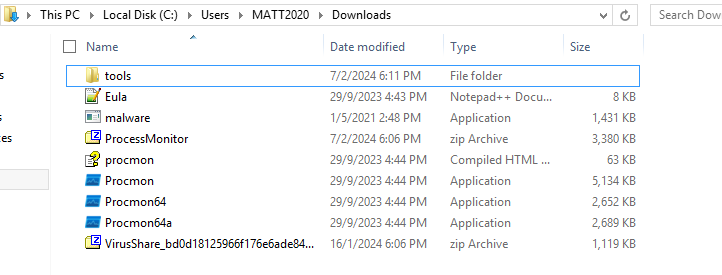 This PC ▸ Local Disk (C:) ▸ Users ▸ MATT2020 ▸ Downloads Search Dow
Name Date modified Type Size
tools 7/2/2024 6:11 PM File folder
Eula 29/9/2023 4:43 PM Notepad++ Docu... 8 KB
malware 1/5/2021 2:48 PM Application 1,431 KB
ProcessMonitor 7/2/2024 6:06 PM zip Archive 3,380 KB
procmon 29/9/2023 4:44 PM Compiled HTML ... 63 KB
Procmon 29/9/2023 4:44 PM Application 5,134 KB
Procmon64 29/9/2023 4:44 PM Application 2,652 KB
Procmon64a 29/9/2023 4:44 PM Application 2,689 KB
VirusShare_bd0d18125966f176e6ade84... 16/1/2024 6:06 PM zip Archive 1,119 KB